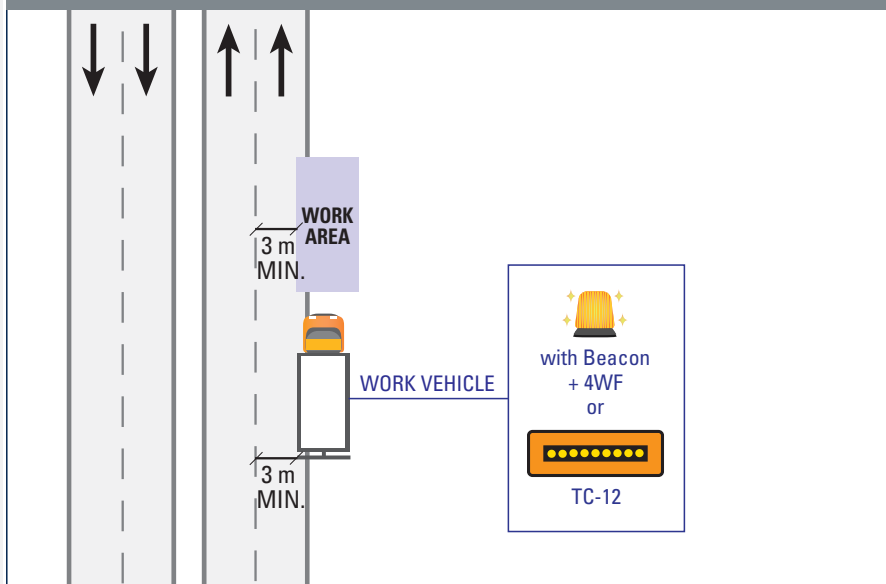 WORK
AREA
3 m
MIN.
WORK VEHICLE
with Beacon
+ 4WF
or
TC-12
3 m
MIN.